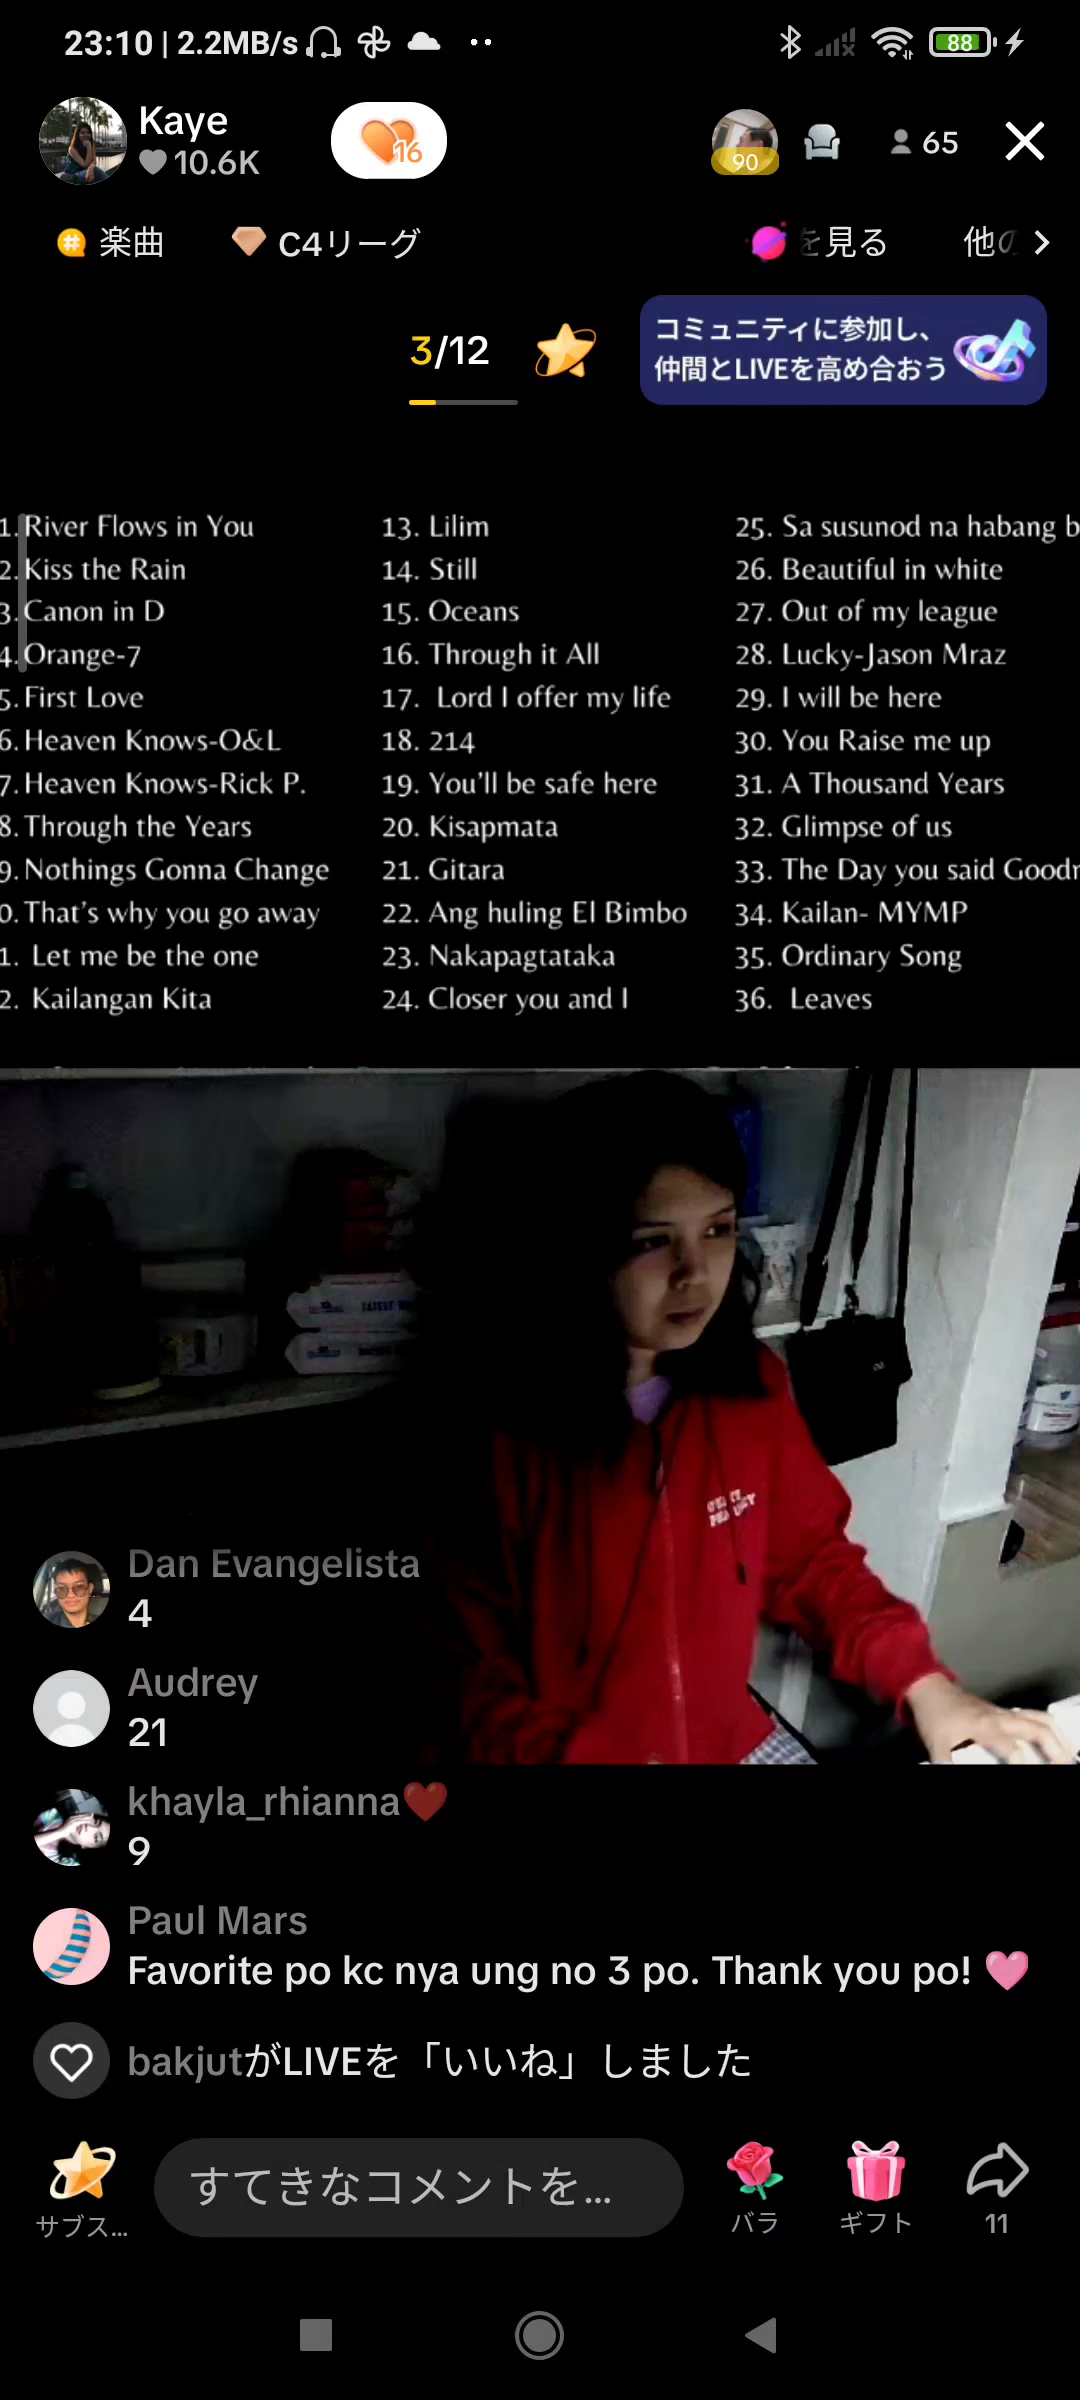 23:10 | 2.2MB/s
88
Kaye
10.6K
16
90
65
楽曲
C4リーグ
を見る
他の
3/12
コミュニティに参加し、
仲間とLIVEを高め合おう
1. River Flows in You
2. Kiss the Rain
3. Canon in D
4. Orange-7
5. First Love
6. Heaven Knows-O&L
7. Heaven Knows-Rick P.
8. Through the Years
9. Nothings Gonna Change
0. That's why you go away
1. Let me be the one
2. Kailangan Kita
13. Lilim
14. Still
15. Oceans
16. Through it All
17. Lord I offer my life
18. 214
19. You'll be safe here
20. Kisapmata
21. Gitara
22. Ang huling El Bimbo
23. Nakapagtataka
24. Closer you and I
25. Sa susunod na habang b
26. Beautiful in white
27. Out of my league
28. Lucky-Jason Mraz
29. I will be here
30. You Raise me up
31. A Thousand Years
32. Glimpse of us
33. The Day you said Good
34. Kailan- MYMP
35. Ordinary Song
36. Leaves
Dan Evangelista
4
Audrey
21
khayla_rhianna❤️
9
Paul Mars
Favorite po kc nya ung no 3 po. Thank you po! 🩷
bakjutがLIVEを「いいね」しました
サブス...
すてきなコメントを...
バラ
ギフト
11